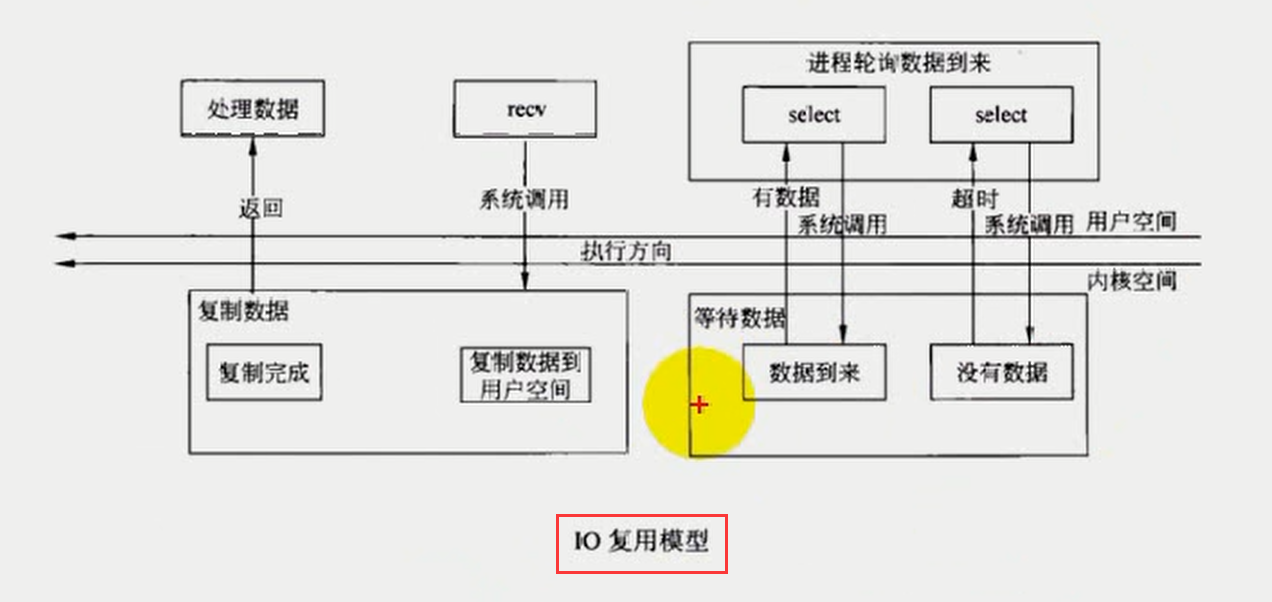 进程轮询数据到来
处理数据
recv
select
select
返回
系统调用
有数据
系统调用
超时
系统调用
用户空间
执行方向
内核空间
复制数据
复制完成
复制数据到
用户空间
等待数据
数据到来
没有数据
IO 复用模型